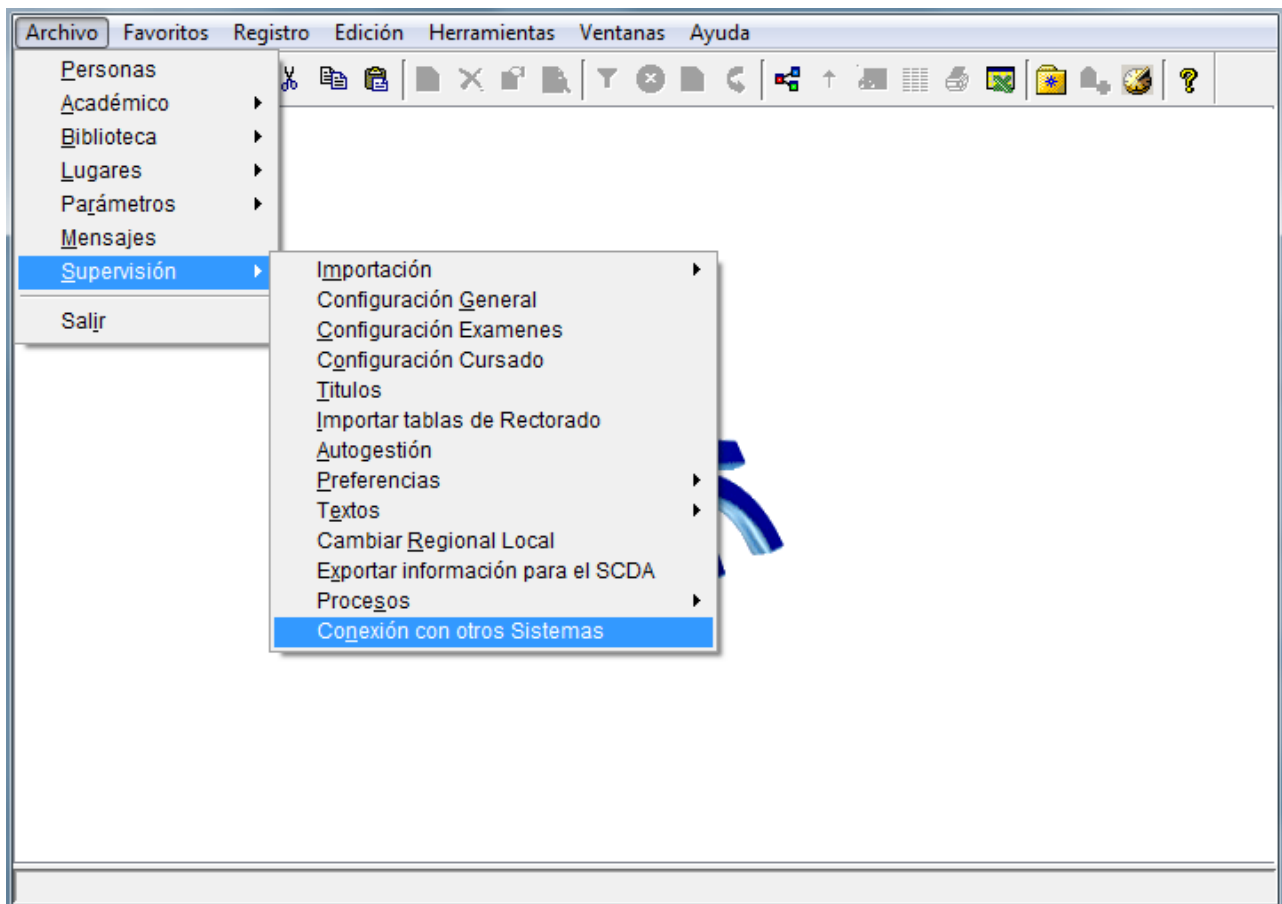 Archivo Favoritos Registro Edición Herramientas Ventanas Ayuda
Personas
Académico
Biblioteca
Lugares
Parámetros
Mensajes
Supervisión
Salir
Importación
Configuración General
Configuración Examenes
Configuración Cursado
Titulos
Importar tablas de Rectorado
Autogestión
Preferencias
Textos
Cambiar Regional Local
Exportar información para el SCDA
Procesos
Conexión con otros Sistemas